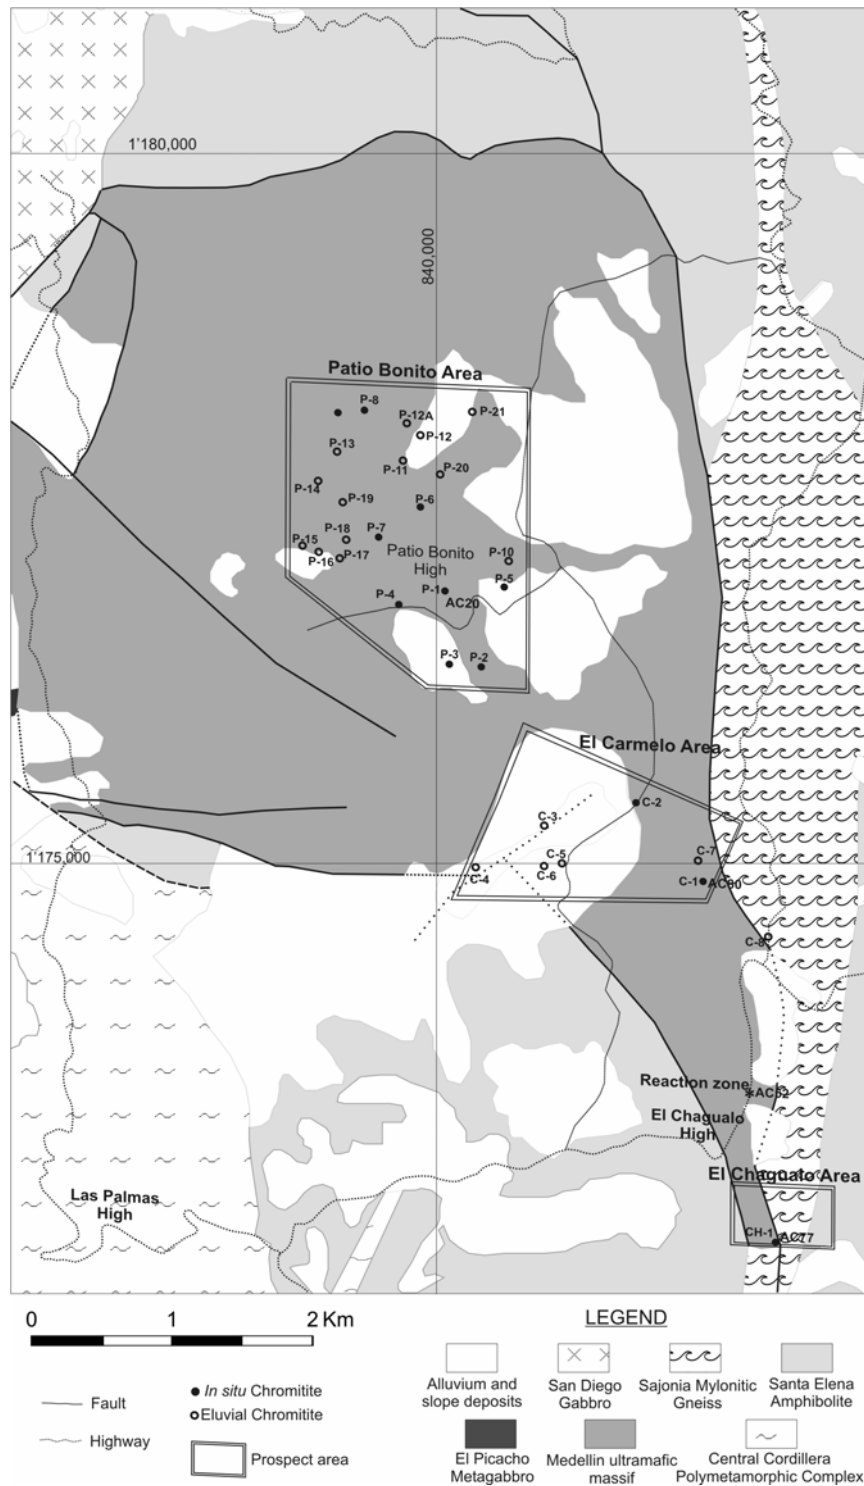 1'180,000
840,000
Patio Bonito Area
P-8
P-12A
P-21
P-12
P-13
P-11
P-20
P-14
P-19
P-6
P-18
P-7
P-15
P-16
P-17
Patio Bonito
High
P-10
P-5
P-1
P-4
AC20
P-3
P-2
El Carmelo Area
C-2
C-3
1'175,000
C-5
C-7
C-4
C-6
C-1
C-8
Reaction zone
AC52
El Chagualo
High
El Chagualo Area
Las Palmas
High
CH-1
AC77
0
1
2 Km
LEGEND
Alluvium and
slope deposits
San Diego
Gabbro
Sajonia Mylonitic
Gneiss
Santa Elena
Amphibolite
Fault
Highway
In situ Chromitite
Eluvial Chromitite
Prospect area
El Picacho
Metagabbro
Medellin ultramafic
massif
Central Cordillera
Polymetamorphic Complex